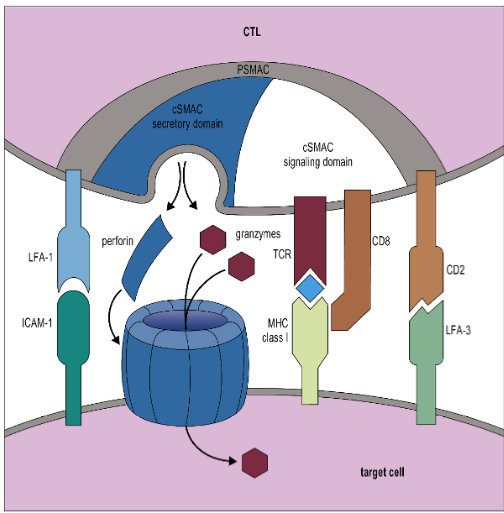 CTL
PSMAC
cSMAC
secretory domain
cSMAC
signaling domain
perforin
granzymes
LFA-1
TCR
CD8
CD2
ICAM-1
MHC
class I
LFA-3
target cell